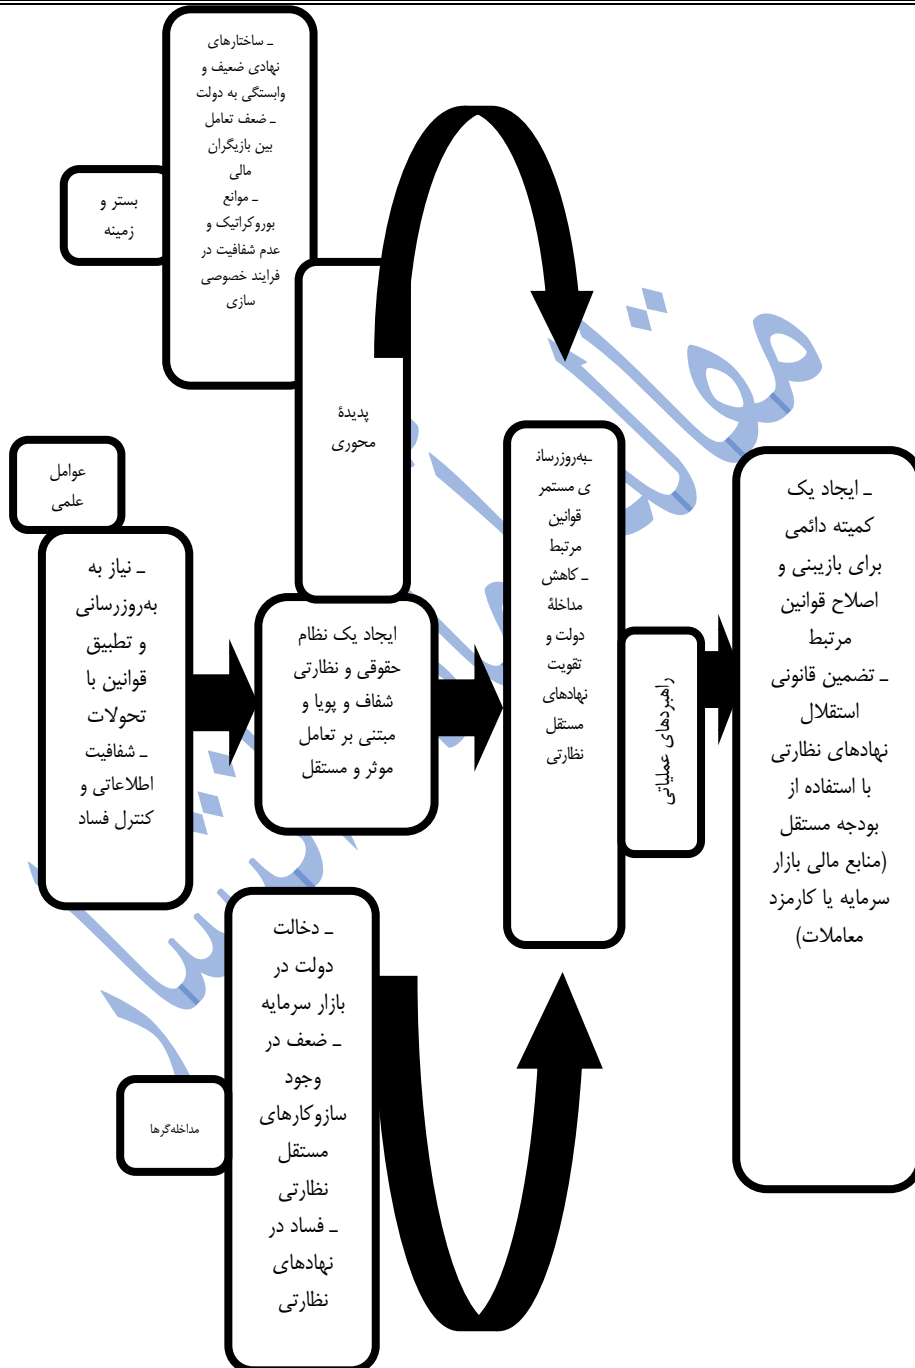 ـ ساختارهای
نهادی ضعیف و
وابستگی به دولت
ـ ضعف تعامل
بین بازیگران
مالی
ـ موانع
بوروکراتیک و
عدم شفافیت در
فرایند خصوصی
سازی
بستر و
زمینه
پدیدۀ
محوری
عوامل
علمی
ـ نیاز به
به‌روزرسانی
و تطبیق
قوانین با
تحولات
ـ شفافیت
اطلاعاتی و
کنترل فساد
ایجاد یک نظام
حقوقی و نظارتی
شفاف و پویا و
مبتنی بر تعامل
موثر و مستقل
ـبه‌روزرسان
ی مستمر
قوانین
مرتبط
ـ کاهش
مداخلۀ
دولت و
تقویت
نهادهای
مستقل
نظارتی
راهبردهای عملیاتی
ـ ایجاد یک
کمیته دائمی
برای بازیبنی و
اصلاح قوانین
مرتبط
ـ تضمین قانونی
استقلال
نهادهای نظارتی
با استفاده از
بودجه مستقل
(منابع مالی بازار
سرمایه یا کارمزد
معاملات)
ـ دخالت
دولت در
بازار سرمایه
ـ ضعف در
وجود
سازوکارهای
مستقل
نظارتی
ـ فساد در
نهادهای
نظارتی
مداخله‌گرها